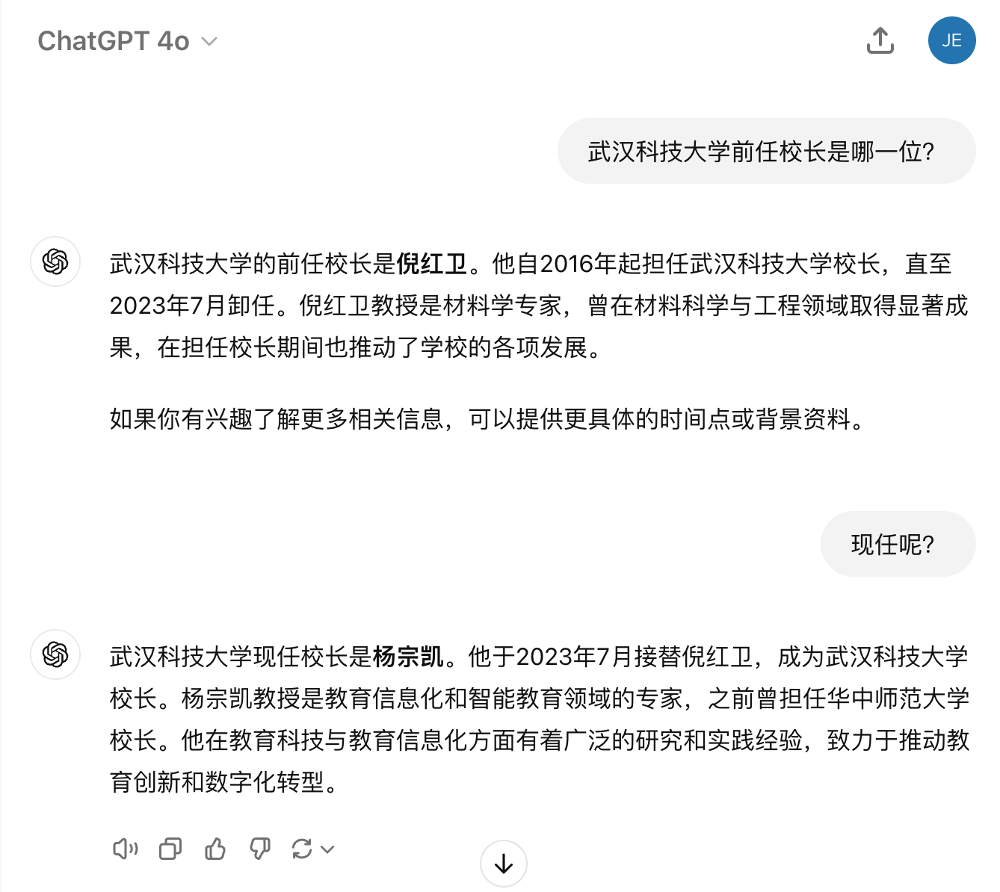 ChatGPT 4o
JE
武汉科技大学前任校长是哪一位?
武汉科技大学的前任校长是倪红卫。他自2016年起担任武汉科技大学校长，直至
2023年7月卸任。倪红卫教授是材料学专家，曾在材料科学与工程领域取得显著成
果，在担任校长期间也推动了学校的各项发展。
如果你有兴趣了解更多相关信息，可以提供更具体的时间点或背景资料。
现任呢?
武汉科技大学现任校长是杨宗凯。他于2023年7月接替倪红卫，成为武汉科技大学
校长。杨宗凯教授是教育信息化和智能教育领域的专家，之前曾担任华中师范大学
校长。他在教育科技与教育信息化方面有着广泛的研究和实践经验，致力于推动教
育创新和数字化转型。